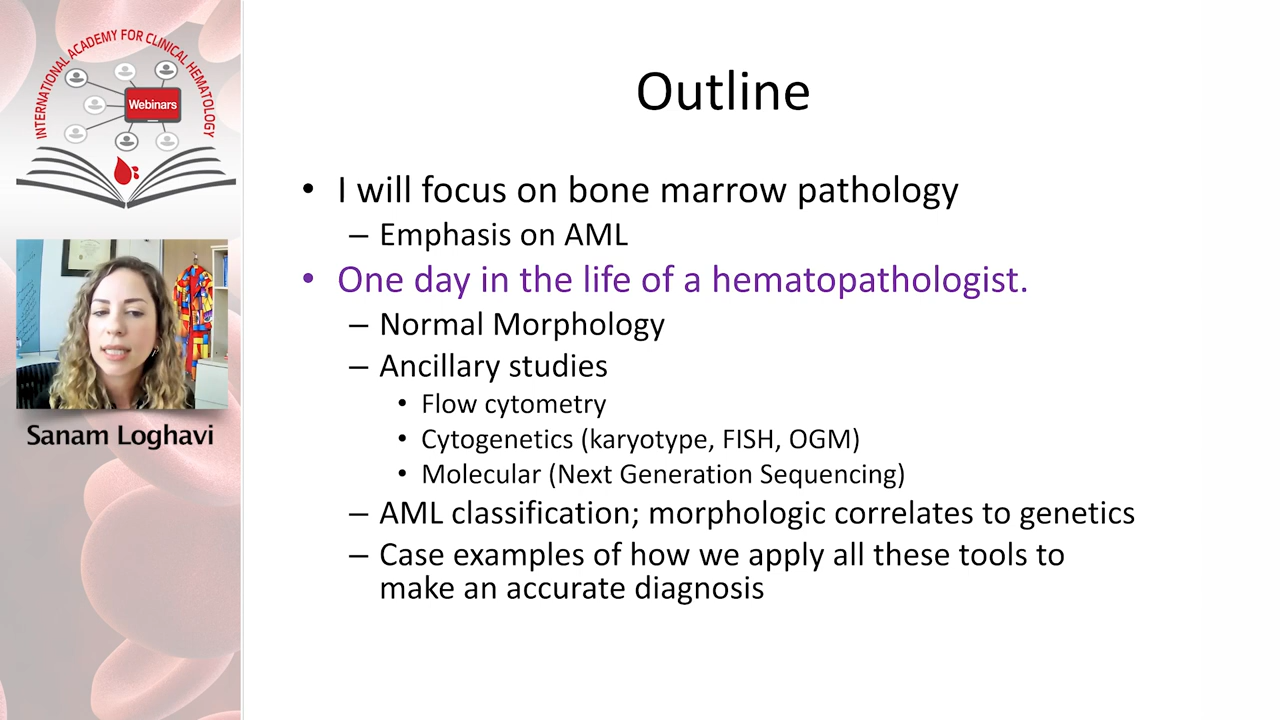 INTERNATIONAL ACADEMY FOR CLINICAL HEMATOLOGY
Webinars
Sanam Loghavi
Outline
• I will focus on bone marrow pathology
– Emphasis on AML
• One day in the life of a hematopathologist.
– Normal Morphology
– Ancillary studies
• Flow cytometry
• Cytogenetics (karyotype, FISH, OGM)
• Molecular (Next Generation Sequencing)
– AML classification; morphologic correlates to genetics
– Case examples of how we apply all these tools to
make an accurate diagnosis